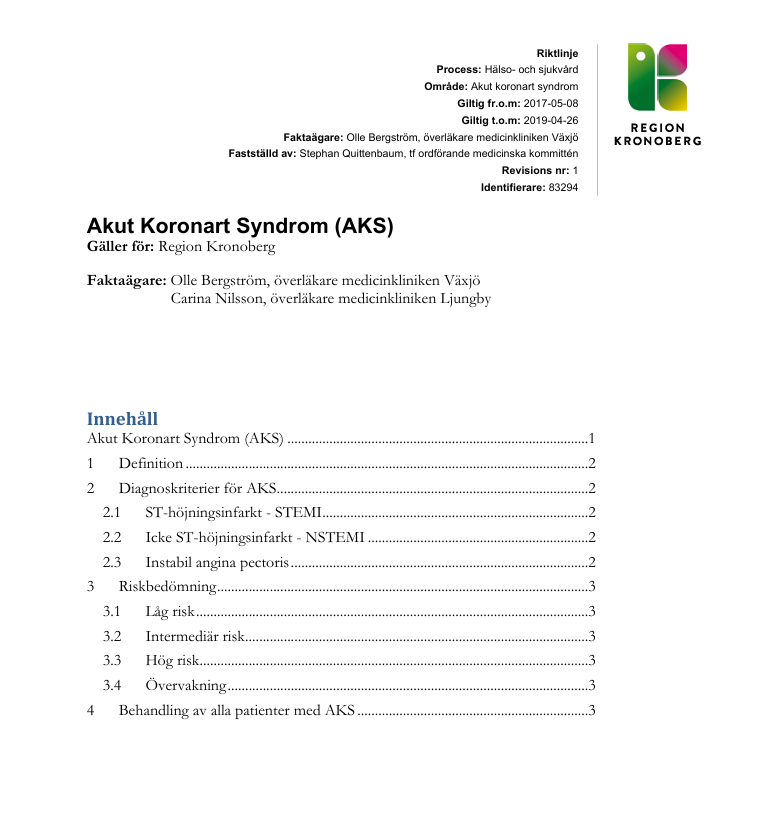 Riktlinje
Process: Hälso- och sjukvård
Område: Akut koronart syndrom
Giltig fr.o.m: 2017-05-08
Giltig t.o.m: 2019-04-26
Faktaägare: Olle Bergström, överläkare medicinkliniken Växjö
Fastställd av: Stephan Quittenbaum, tf ordförande medicinska kommittén
Revisions nr: 1
Identifierare: 83294
REGION
KRONOBERG
Akut Koronart Syndrom (AKS)
Gäller för: Region Kronoberg
Faktaägare: Olle Bergström, överläkare medicinkliniken Växjö
Carina Nilsson, överläkare medicinkliniken Ljungby
Innehåll
Akut Koronart Syndrom (AKS) ..........1
1 Definition ..........2
2 Diagnoskriterier för AKS..........2
2.1 ST-höjningsinfarkt - STEMI..........2
2.2 Icke ST-höjningsinfarkt - NSTEMI ..........2
2.3 Instabil angina pectoris..........2
3 Riskbedömning..........3
3.1 Låg risk..........3
3.2 Intermediär risk..........3
3.3 Hög risk..........3
3.4 Övervakning..........3
4 Behandling av alla patienter med AKS ..........3